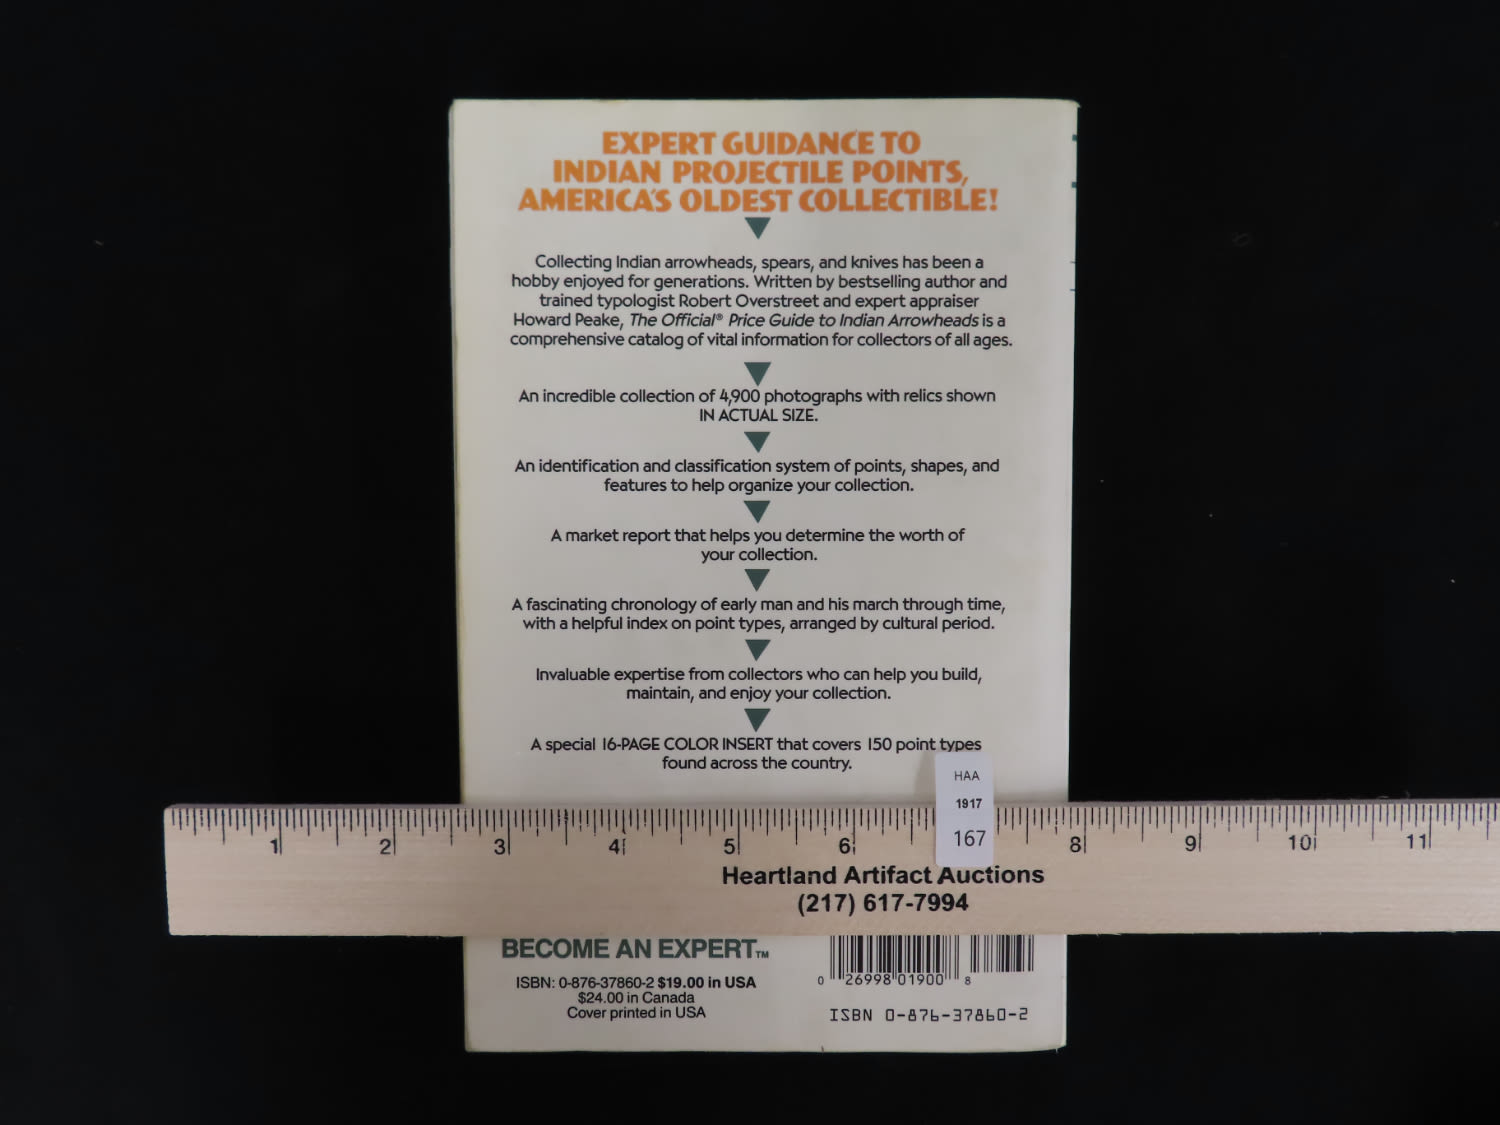 EXPERT GUIDANCE TO
INDIAN PROJECTILE POINTS,
AMERICA'S OLDEST COLLECTIBLE!
Collecting Indian arrowheads, spears, and knives has been a
hobby enjoyed for generations. Written by bestselling author and
trained typologist Robert Overstreet and expert appraiser
Howard Peake, The Official® Price Guide to Indian Arrowheads is a
comprehensive catalog of vital information for collectors of all ages.
An incredible collection of 4,900 photographs with relics shown
IN ACTUAL SIZE.
An identification and classification system of points, shapes, and
features to help organize your collection.
A market report that helps you determine the worth of
your collection.
A fascinating chronology of early man and his march through time,
with a helpful index on point types, arranged by cultural period.
Invaluable expertise from collectors who can help you build,
maintain, and enjoy your collection.
A special 16-PAGE COLOR INSERT that covers 150 point types
found across the country.
HAA
1917
167
1 2 3 4 5 6 8 9 10 11
Heartland Artifact Auctions
(217) 617-7994
BECOME AN EXPERT™
ISBN: 0-876-37860-2 $19.00 in USA
$24.00 in Canada
Cover printed in USA
0 26998 01900 8
ISBN 0-876-37860-2